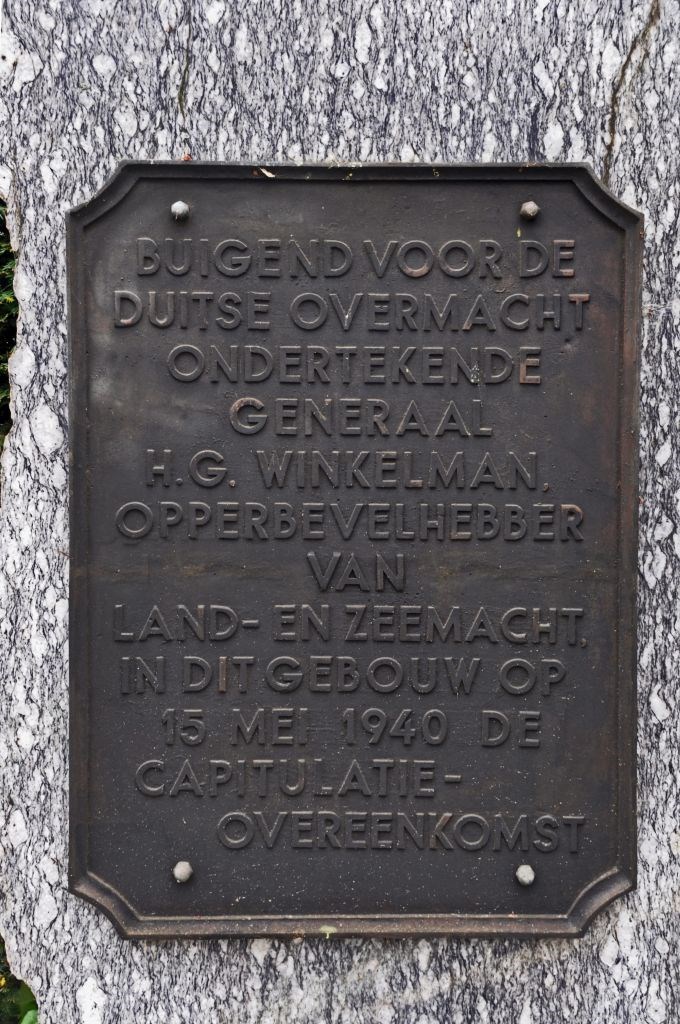 BUIGEND VOOR DE
DUITSE OVERMACHT
ONDERTEKENDE
GENERAAL
H.G. WINKELMAN,
OPPERBEVELHEBBER
VAN
LAND- EN ZEEMACHT,
IN DIT GEBOUW OP
15 MEI 1940 DE
CAPITULATIE-
OVEREENKOMST